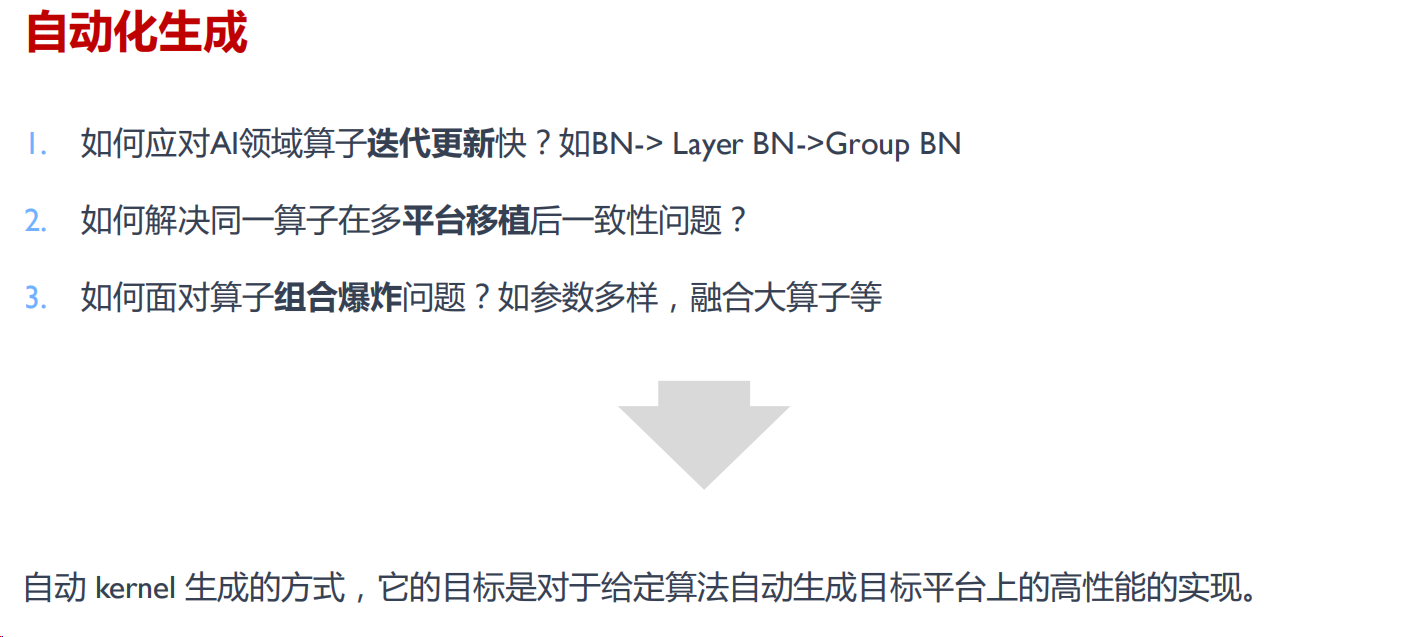 自动化生成
1. 如何应对AI领域算子迭代更新快？如BN-> Layer BN->Group BN
2. 如何解决同一算子在多平台移植后一致性问题？
3. 如何面对算子组合爆炸问题？如参数多样，融合大算子等
自动 kernel 生成的方式，它的目标是对于给定算法自动生成目标平台上的高性能的实现。